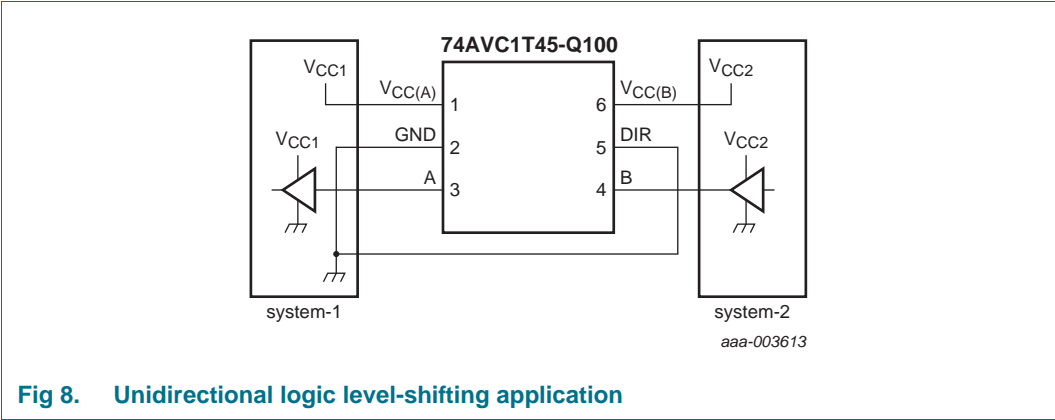 74AVC1T45-Q100
VCC1
VCC(A)
1
6
VCC(B)
VCC2
VCC1
GND
2
5
DIR
VCC2
A
3
4
B
system-1
system-2
aaa-003613
Fig 8. Unidirectional logic level-shifting application